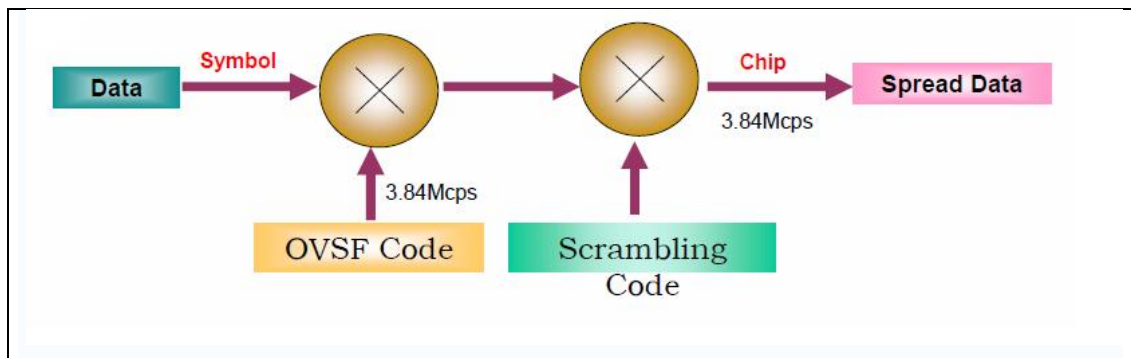 Symbol
Data
Chip
Spread Data
3.84Mcps
3.84Mcps
OVSF Code
Scrambling
Code